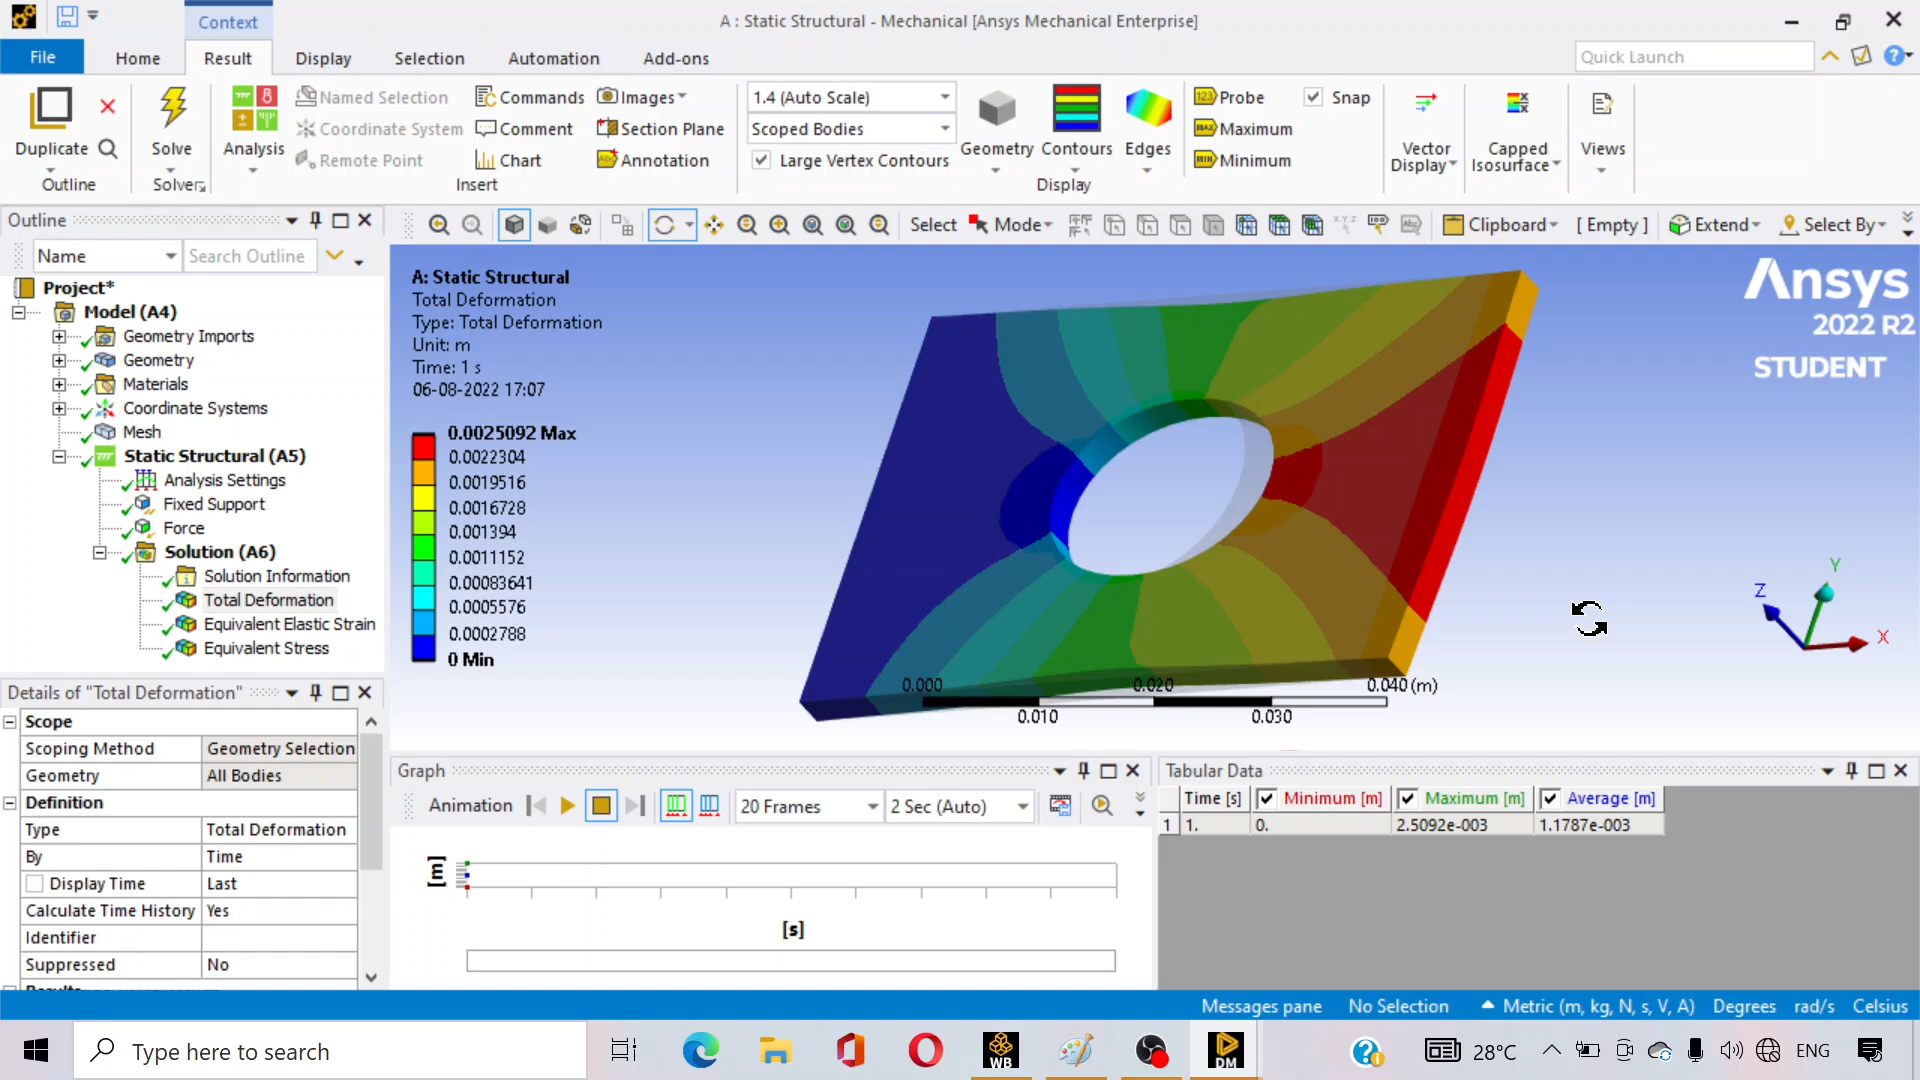 Context
A : Static Structural - Mechanical [Ansys Mechanical Enterprise]
File
Home
Result
Display
Selection
Automation
Add-ons
Quick Launch
Duplicate
Outline
Solve
Solver
Analysis
Named Selection
Coordinate System
Remote Point
Commands
Comment
Chart
Images
Section Plane
Annotation
Insert
1.4 (Auto Scale)
Scoped Bodies
Large Vertex Contours
Geometry
Contours
Edges
Display
Probe
Maximum
Minimum
Snap
Vector
Display
Capped
Isosurface
Views
Outline
Name
Search Outline
Select
Mode
Clipboard
[ Empty ]
Extend
Select By
Project*
Model (A4)
Geometry Imports
Geometry
Materials
Coordinate Systems
Mesh
Static Structural (A5)
Analysis Settings
Fixed Support
Force
Solution (A6)
Solution Information
Total Deformation
Equivalent Elastic Strain
Equivalent Stress
A: Static Structural
Total Deformation
Type: Total Deformation
Unit: m
Time: 1 s
06-08-2022 17:07
0.0025092 Max
0.0022304
0.0019516
0.0016728
0.001394
0.0011152
0.00083641
0.0005576
0.0002788
0 Min
Ansys
2022 R2
STUDENT
Y
Z
X
0.000
0.020
0.040 (m)
0.010
0.030
Details of "Total Deformation"
Scope
Scoping Method Geometry Selection
Geometry All Bodies
Definition
Type Total Deformation
By Time
Display Time Last
Calculate Time History Yes
Identifier
Suppressed No
Results
Graph
Animation
20 Frames
2 Sec (Auto)
[m]
[s]
Tabular Data
Time [s] Minimum [m] Maximum [m] Average [m]
1 1. 0. 2.5092e-003 1.1787e-003
Messages pane
No Selection
Metric (m, kg, N, s, V, A)
Degrees
rad/s
Celsius
Type here to search
WB
DM
28°C
ENG